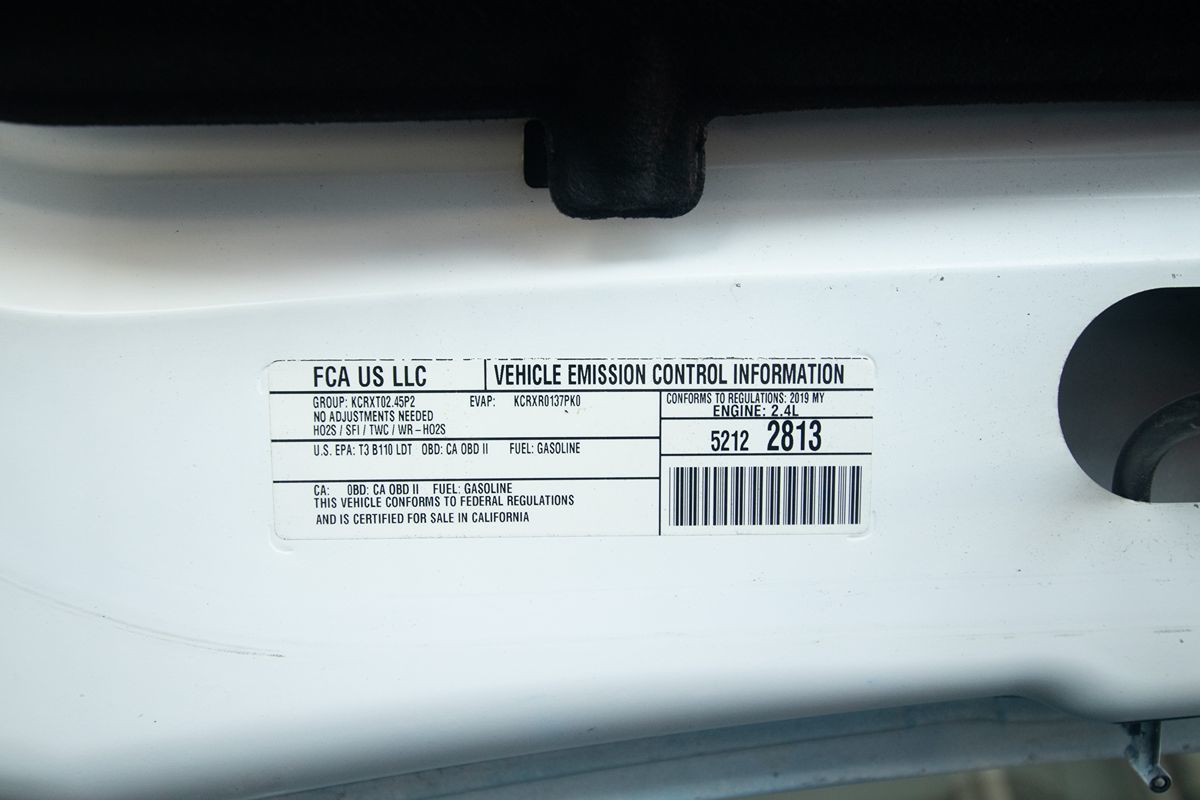 FCA US LLC VEHICLE EMISSION CONTROL INFORMATION
GROUP: KCRXT02.45P2 EVAP: KCRXR0137PK0
NO ADJUSTMENTS NEEDED
HO2S / SFI / TWC / WR-HO2S
U.S. EPA: T3 B110 LDT OBD: CA OBD II FUEL: GASOLINE
CA: OBD: CA OBD II FUEL: GASOLINE
THIS VEHICLE CONFORMS TO FEDERAL REGULATIONS
AND IS CERTIFIED FOR SALE IN CALIFORNIA
CONFORMS TO REGULATIONS: 2019 MY
ENGINE: 2.4L
5212 2813